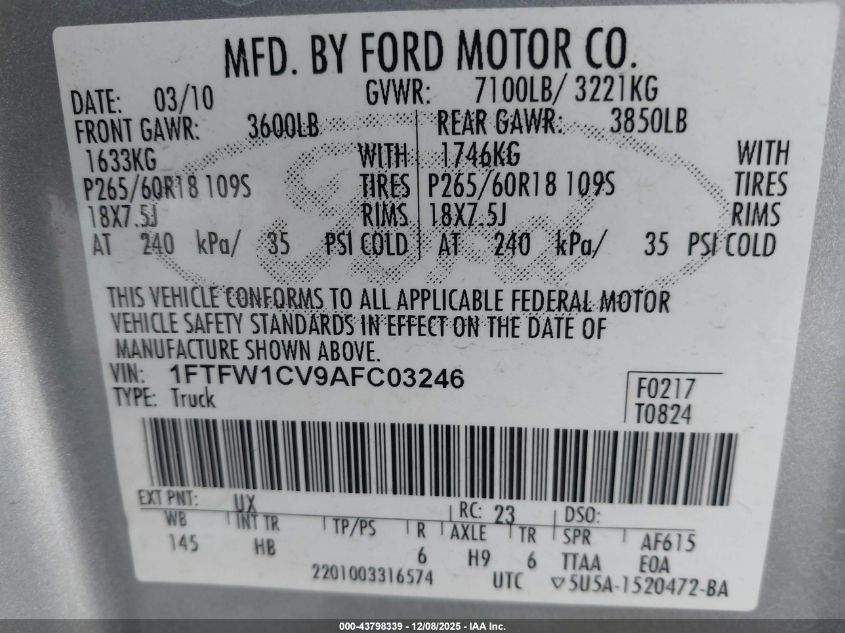 MFD. BY FORD MOTOR CO.
DATE: 03/10 GVWR: 7100LB/ 3221KG
FRONT GAWR: 3600LB REAR GAWR: 3850LB
1633KG WITH 1746KG WITH
P265/60R18 109S TIRES P265/60R18 109S TIRES
18X7.5J RIMS 18X7.5J RIMS
AT 240 kPa/ 35 PSI COLD AT 240 kPa/ 35 PSI COLD
Ford
THIS VEHICLE CONFORMS TO ALL APPLICABLE FEDERAL MOTOR
VEHICLE SAFETY STANDARDS IN EFFECT ON THE DATE OF
MANUFACTURE SHOWN ABOVE.
VIN: 1FTFW1CV9AFC03246
TYPE: Truck
F0217
T0824
EXT PNT: UX RC: 23 DSO:
WB INT TR TP/PS R AXLE TR SPR AF615
145 HB 6 H9 6 TTAA E0A
2201003316574 UTC ▽5U5A-1520472-BA
000-43798339 - 12/08/2025 - IAA Inc.